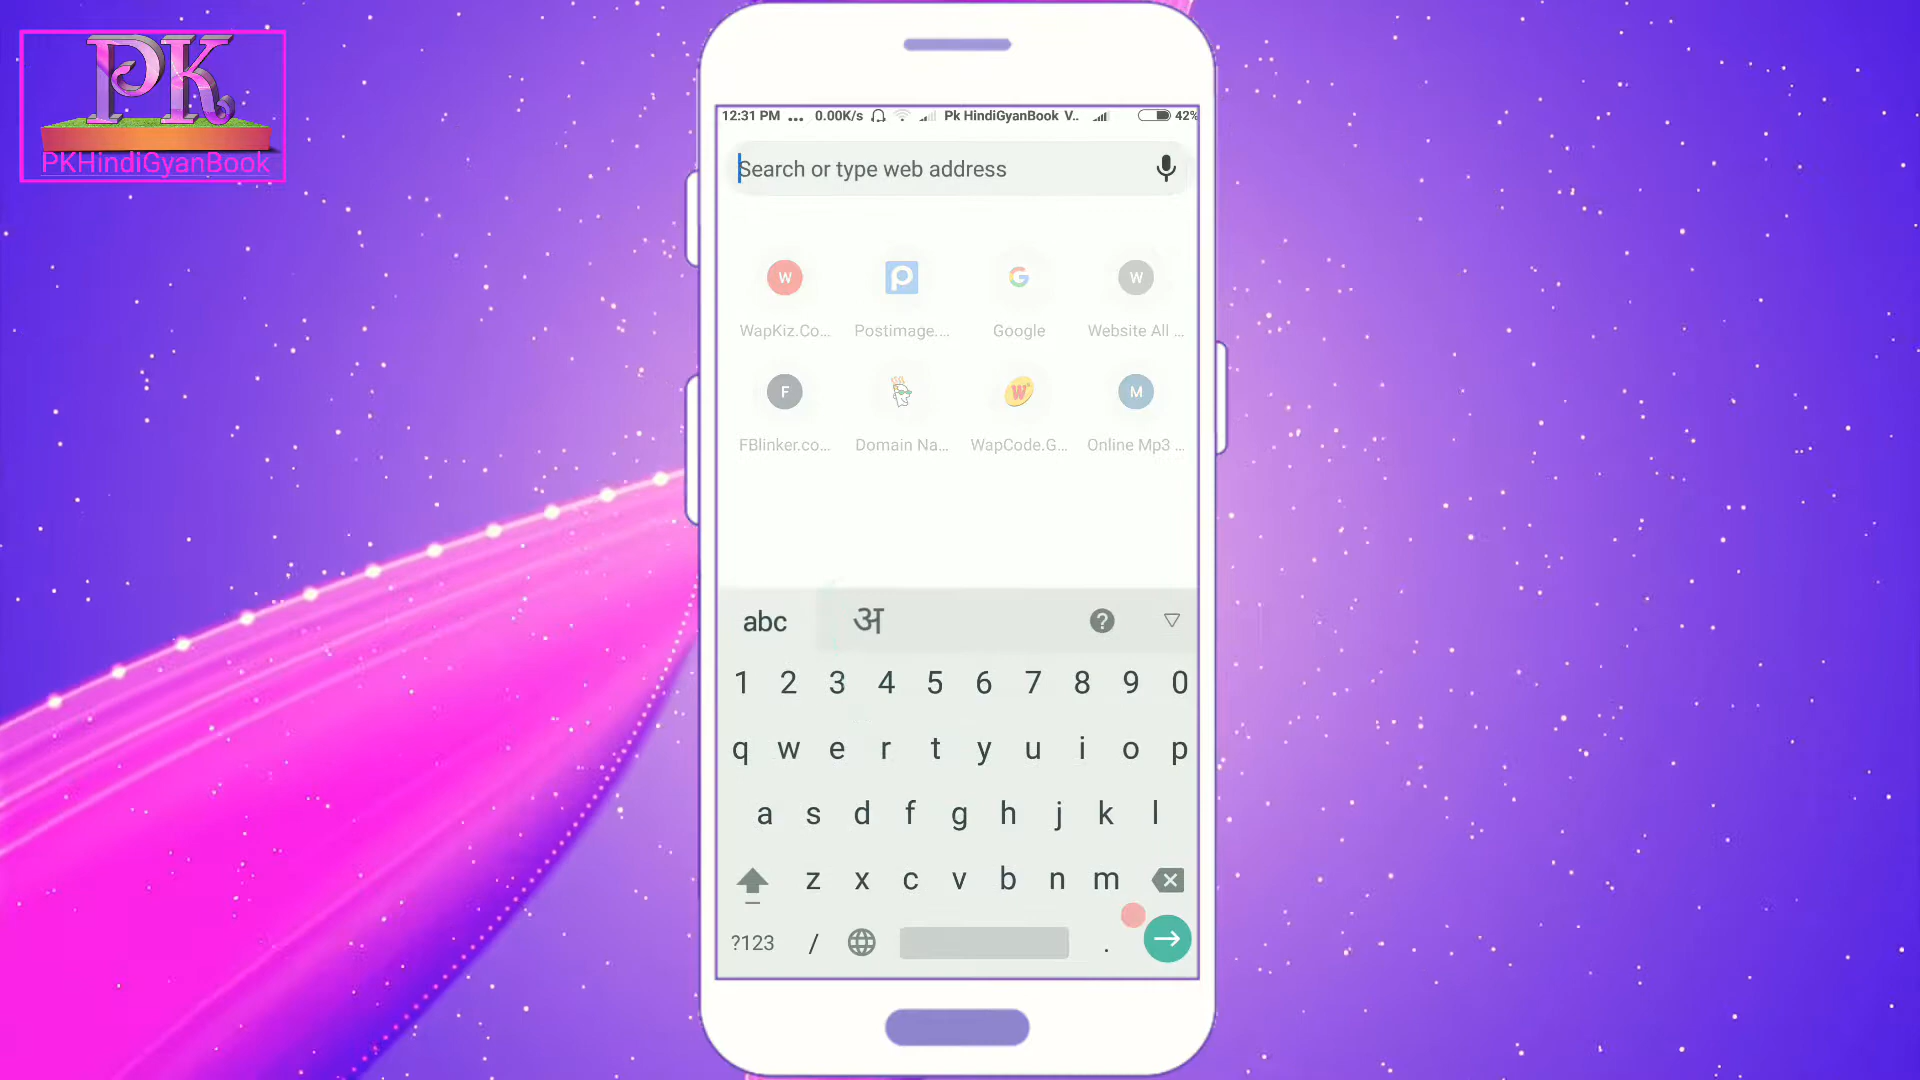 PK
PKHindiGyanBook
12:31 PM ... 0.00K/s Pk HindiGyanBook V.. 42%
Search or type web address
W P G W
WapKiz.Co... Postimage.... Google Website All ...
F W M
FBlinker.co... Domain Na... WapCode.G... Online Mp3 ...
abc अ ?
1 2 3 4 5 6 7 8 9 0
q w e r t y u i o p
a s d f g h j k l
z x c v b n m
?123 / .